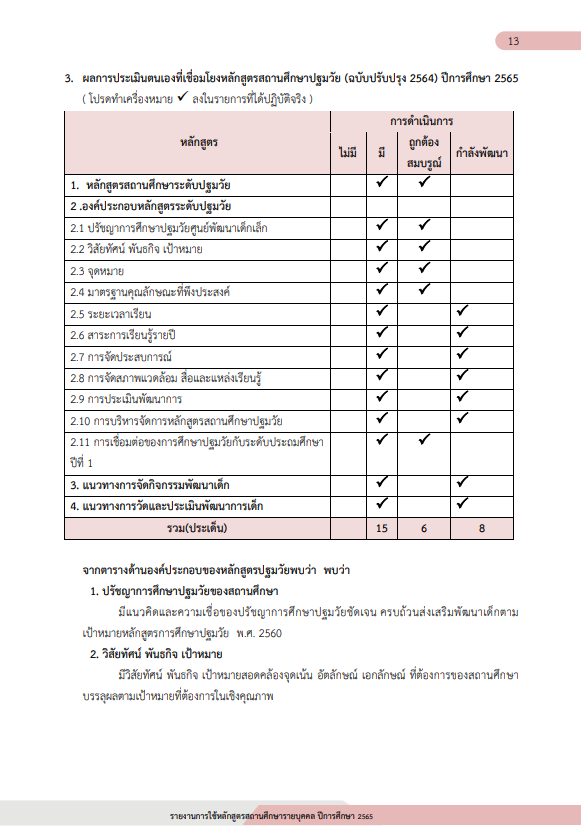 13
3. ผลการประเมินตนเองที่เชื่อมโยงหลักสูตรสถานศึกษาปฐมวัย (ฉบับปรับปรุง 2564) ปีการศึกษา 2565
( โปรดทำเครื่องหมาย ✓ ลงในรายการที่ได้ปฏิบัติจริง )
หลักสูตร การดำเนินการ
ไม่มี มี ถูกต้อง สมบรูณ์ กำลังพัฒนา
1. หลักสูตรสถานศึกษาระดับปฐมวัย ✓ ✓
2 .องค์ประกอบหลักสูตรระดับปฐมวัย
2.1 ปรัชญาการศึกษาปฐมวัยศูนย์พัฒนาเด็กเล็ก ✓ ✓
2.2 วิสัยทัศน์ พันธกิจ เป้าหมาย ✓ ✓
2.3 จุดหมาย ✓ ✓
2.4 มาตรฐานคุณลักษณะที่พึงประสงค์ ✓ ✓
2.5 ระยะเวลาเรียน ✓ ✓
2.6 สาระการเรียนรู้รายปี ✓ ✓
2.7 การจัดประสบการณ์ ✓ ✓
2.8 การจัดสภาพแวดล้อม สื่อและแหล่งเรียนรู้ ✓ ✓
2.9 การประเมินพัฒนาการ ✓ ✓
2.10 การบริหารจัดการหลักสูตรสถานศึกษาปฐมวัย ✓ ✓
2.11 การเชื่อมต่อของการศึกษาปฐมวัยกับระดับประถมศึกษา ✓ ✓
ปีที่ 1
3. แนวทางการจัดกิจกรรมพัฒนาเด็ก ✓ ✓
4. แนวทางการวัดและประเมินพัฒนาการเด็ก ✓ ✓
รวม(ประเด็น) 15 6 8
จากตารางด้านองค์ประกอบของหลักสูตรปฐมวัยพบว่า พบว่า
1. ปรัชญาการศึกษาปฐมวัยของสถานศึกษา
มีแนวคิดและความเชื่อของปรัชญาการศึกษาปฐมวัยชัดเจน ครบถ้วนส่งเสริมพัฒนาเด็กตาม
เป้าหมายหลักสูตรการศึกษาปฐมวัย พ.ศ. 2560
2. วิสัยทัศน์ พันธกิจ เป้าหมาย
มีวิสัยทัศน์ พันธกิจ เป้าหมายสอดคล้องจุดเน้น อัตลักษณ์ เอกลักษณ์ ที่ต้องการของสถานศึกษา
บรรลุผลตามเป้าหมายที่ต้องการในเชิงคุณภาพ
รายงานการใช้หลักสูตรสถานศึกษารายบุคคล ปีการศึกษา 2565